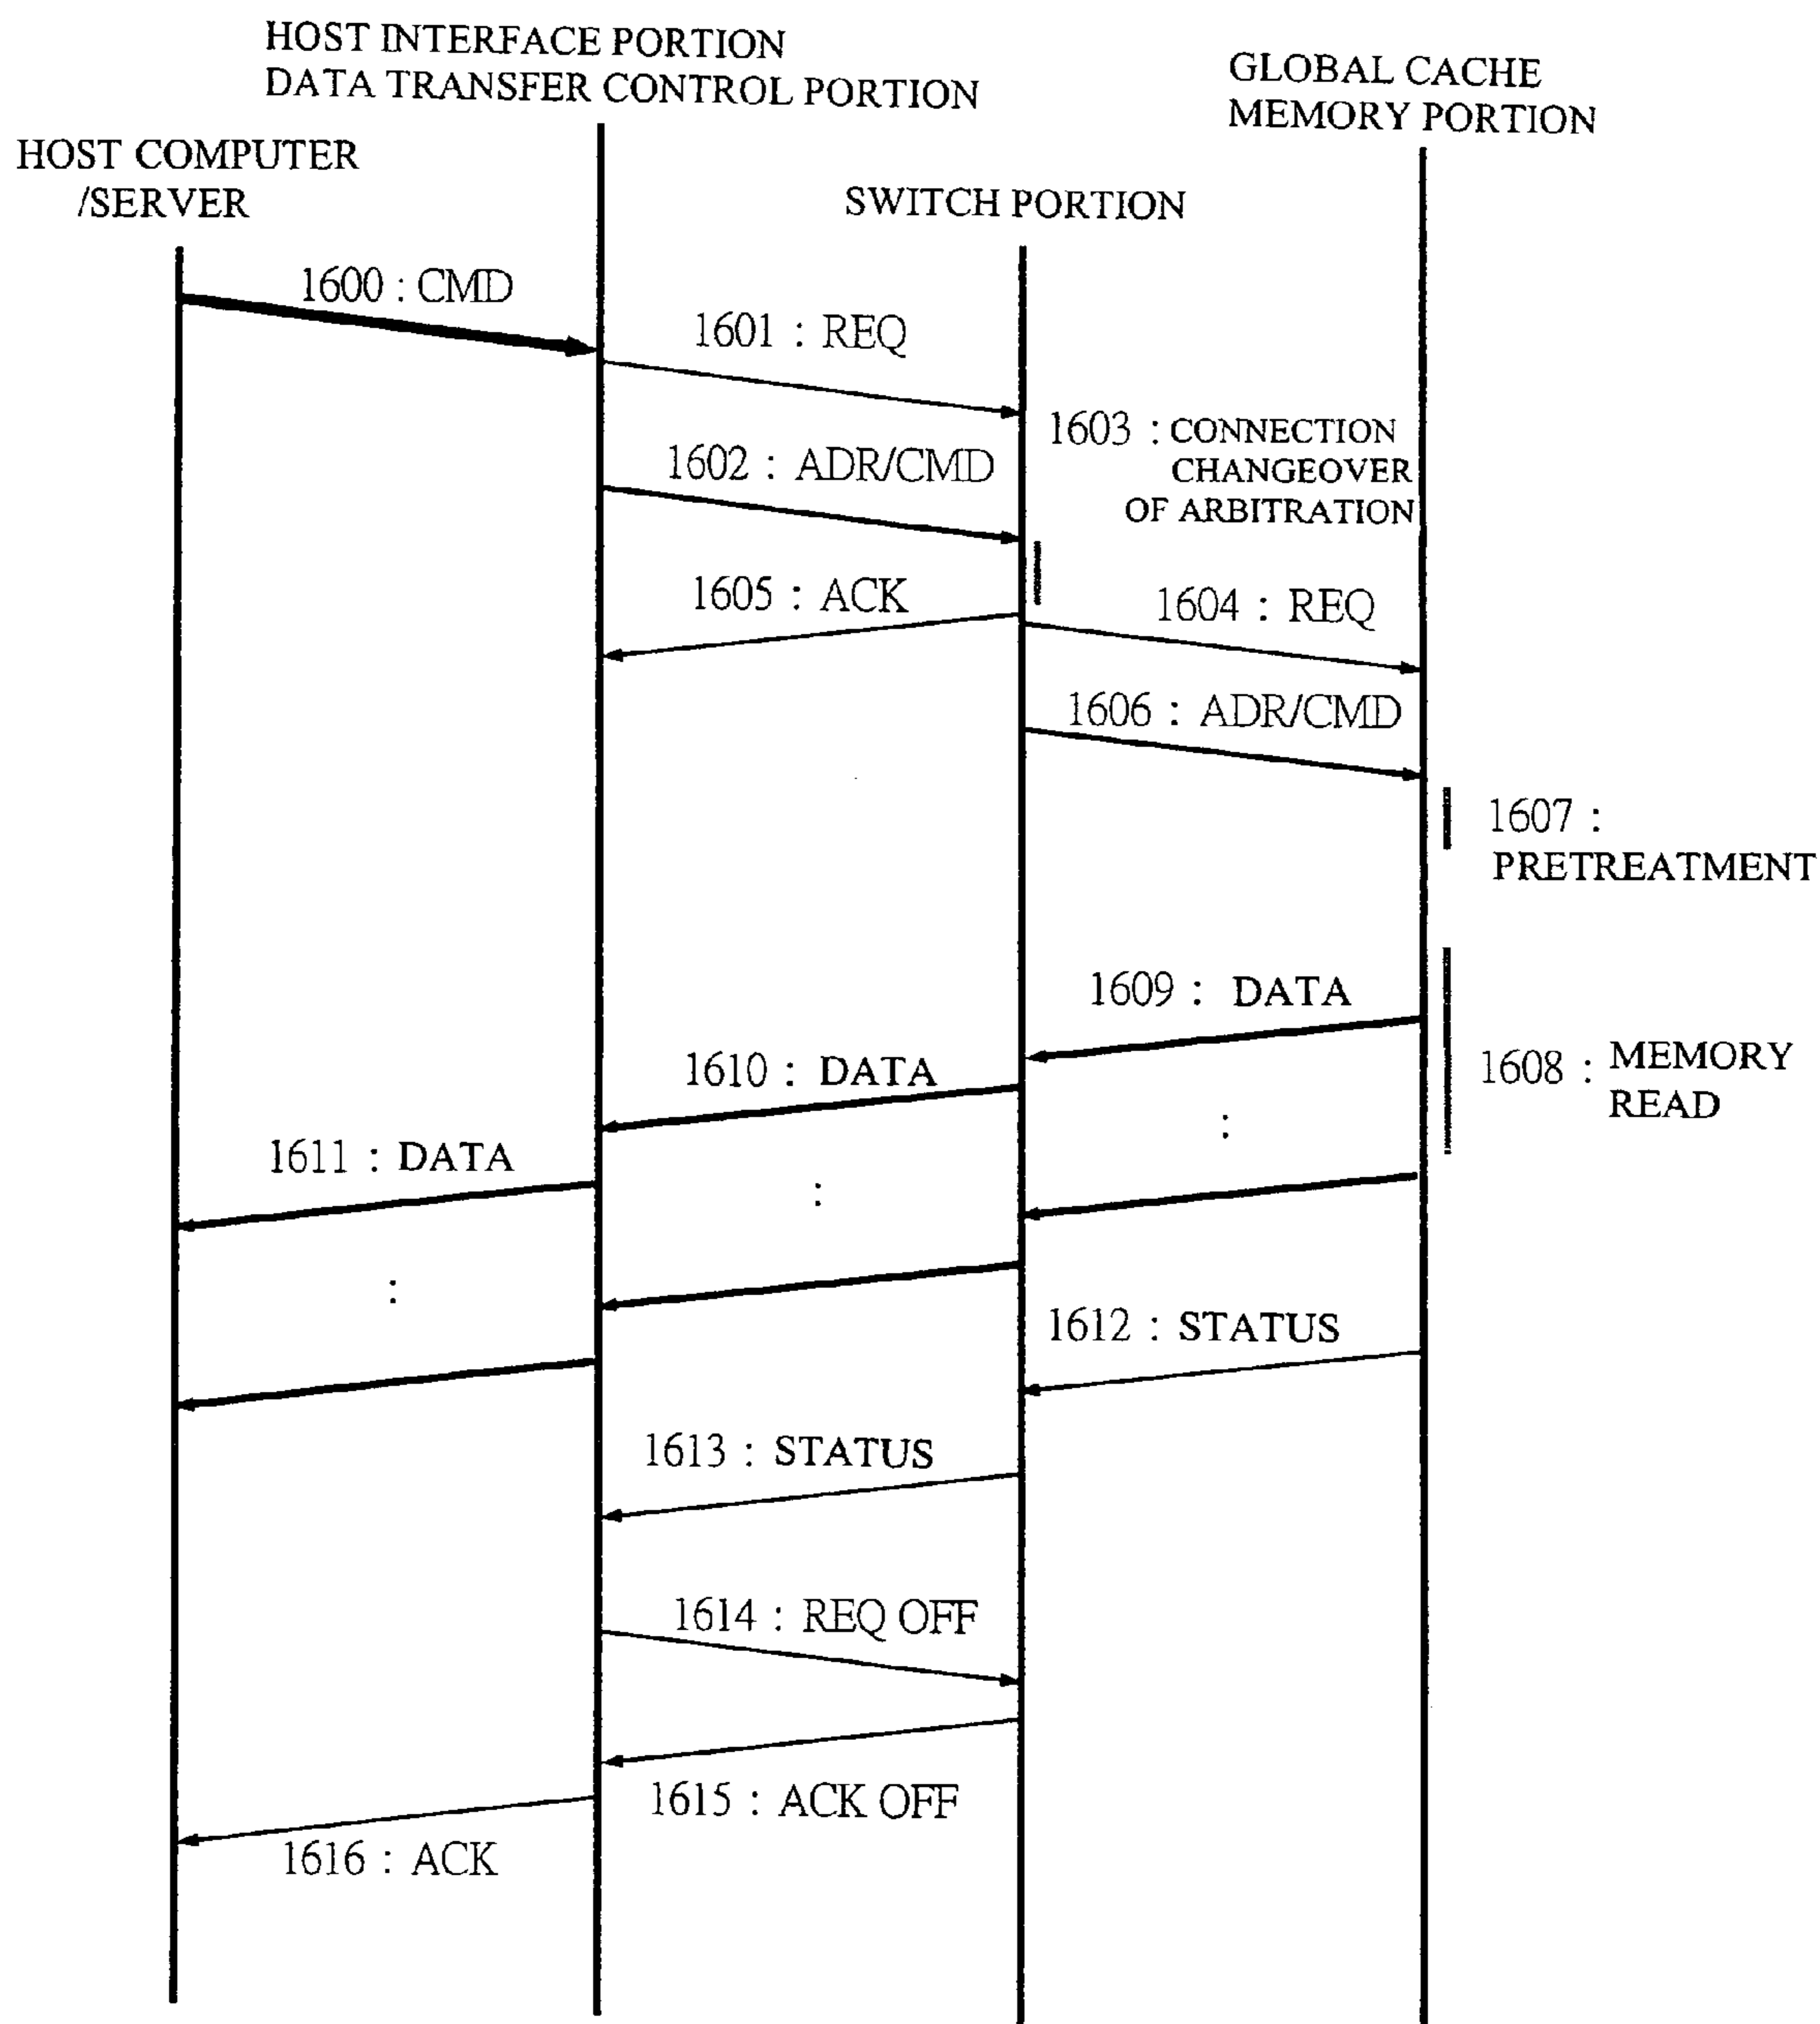 HOST INTERFACE PORTION
DATA TRANSFER CONTROL PORTION
GLOBAL CACHE
MEMORY PORTION
HOST COMPUTER
/SERVER
SWITCH PORTION
1600 : CMD
1601 : REQ
1602 : ADR/CMD
1603 : CONNECTION
CHANGEOVER
OF ARBITRATION
1605 : ACK
1604 : REQ
1606 : ADR/CMD
1607 :
PRETREATMENT
1609 : DATA
1608 : MEMORY
READ
1610 : DATA
:
1611 : DATA
:
:
1612 : STATUS
1613 : STATUS
1614 : REQ OFF
1615 : ACK OFF
1616 : ACK